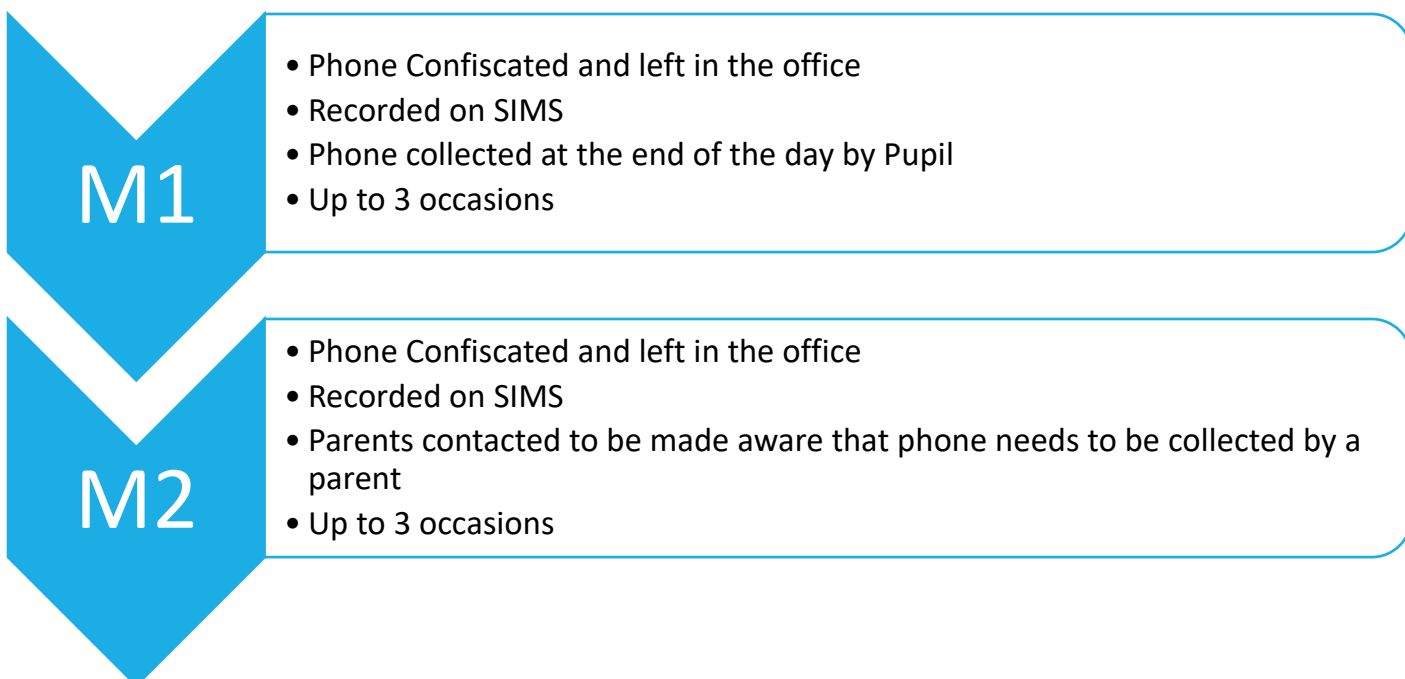 M1
• Phone Confiscated and left in the office
• Recorded on SIMS
• Phone collected at the end of the day by Pupil
• Up to 3 occasions
M2
• Phone Confiscated and left in the office
• Recorded on SIMS
• Parents contacted to be made aware that phone needs to be collected by a
parent
• Up to 3 occasions